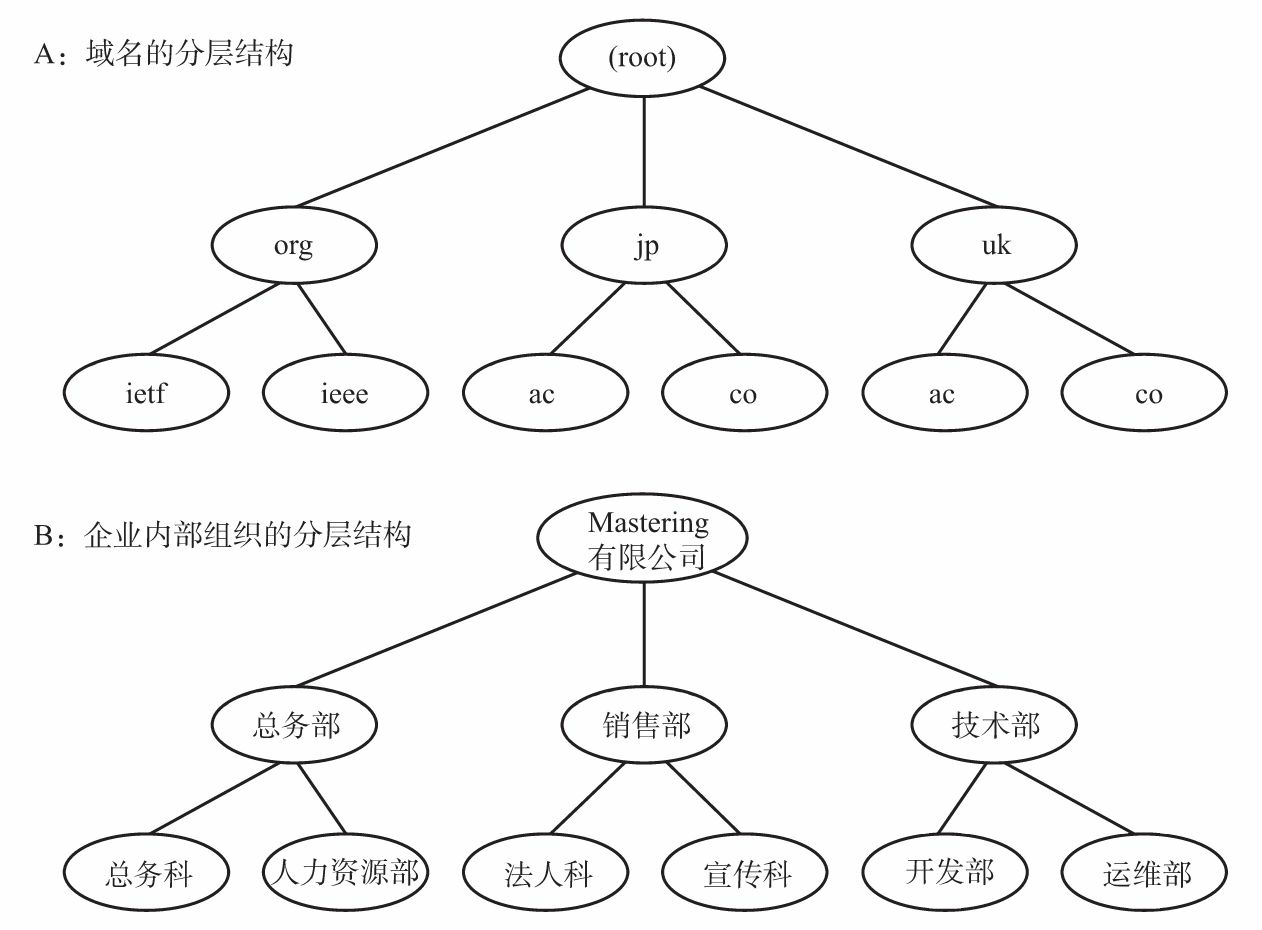 A：域名的分层结构
(root)
org
jp
uk
ietf
ieee
ac
co
ac
co
B：企业内部组织的分层结构
Mastering
有限公司
总务部
销售部
技术部
总务科
人力资源部
法人科
宣传科
开发部
运维部